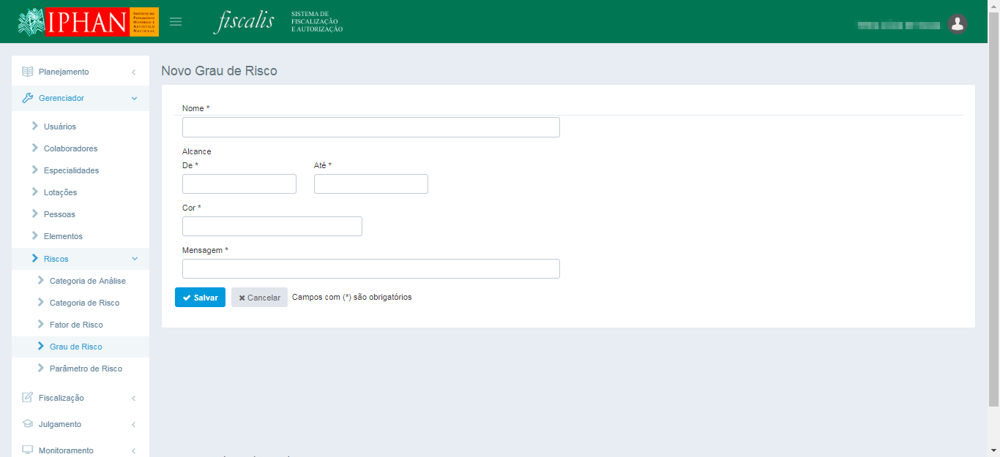 IPHAN
INSTITUTO DO
PATRIMÔNIO
HISTÓRICO E
ARTÍSTICO
NACIONAL
fiscalis
SISTEMA DE
FISCALIZAÇÃO
E AUTORIZAÇÃO
Planejamento
Gerenciador
Usuários
Colaboradores
Especialidades
Lotações
Pessoas
Elementos
Riscos
Categoria de Análise
Categoria de Risco
Fator de Risco
Grau de Risco
Parâmetro de Risco
Fiscalização
Julgamento
Monitoramento
Novo Grau de Risco
Nome *
Alcance
De * Até *
Cor *
Mensagem *
Salvar Cancelar Campos com (*) são obrigatórios